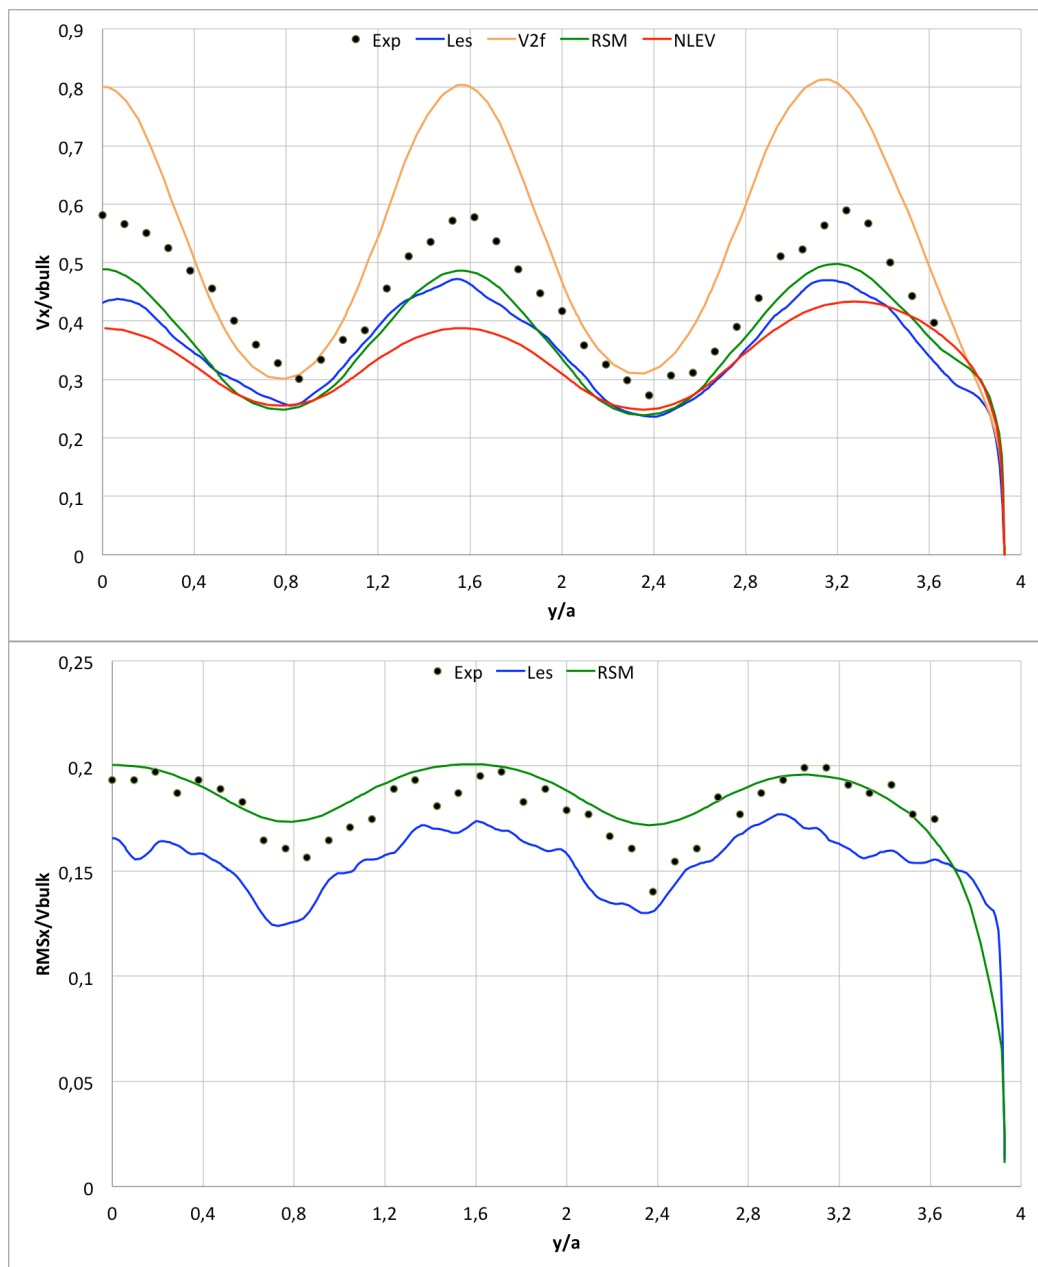 0,9
Exp Les V2f RSM NLEV
0,8
0,7
0,6
0,5
0,4
0,3
0,2
0,1
0
Vx/vbulk
0 0,4 0,8 1,2 1,6 2 2,4 2,8 3,2 3,6 4
y/a
0,25
Exp Les RSM
0,2
0,15
0,1
0,05
0
RMSx/Vbulk
0 0,4 0,8 1,2 1,6 2 2,4 2,8 3,2 3,6 4
y/a